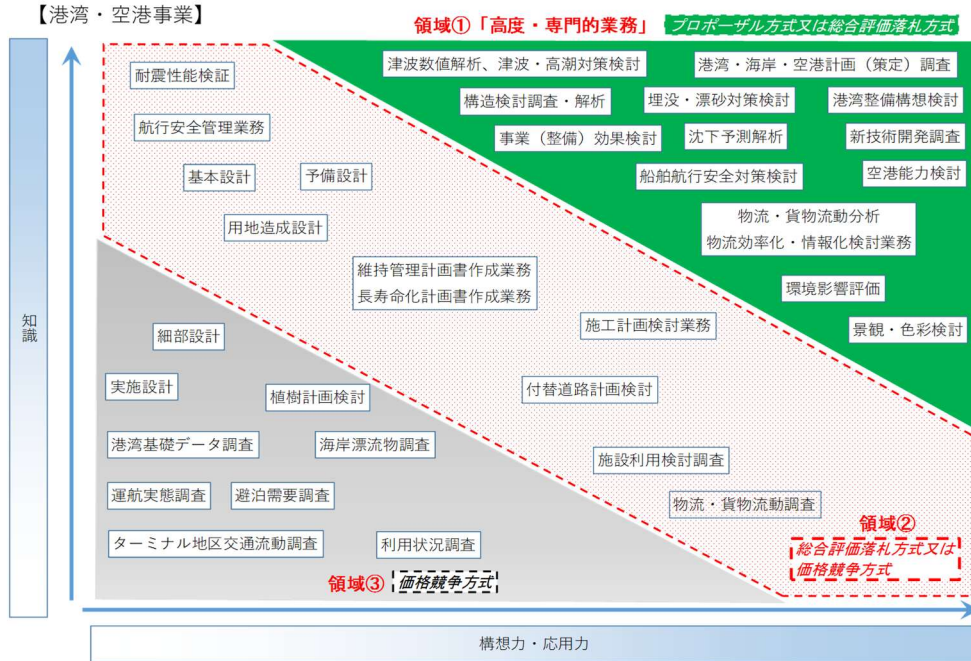 【港湾・空港事業】
領域①「高度・専門的業務」
プロポーザル方式又は総合評価落札方式
耐震性能検証
津波数値解析、津波・高潮対策検討
港湾・海岸・空港計画（策定）調査
構造検討調査・解析
埋没・漂砂対策検討
港湾整備構想検討
航行安全管理業務
事業（整備）効果検討
沈下予測解析
新技術開発調査
基本設計
予備設計
船舶航行安全対策検討
空港能力検討
用地造成設計
物流・貨物流動分析
物流効率化・情報化検討業務
維持管理計画書作成業務
長寿命化計画書作成業務
環境影響評価
知識
細部設計
施工計画検討業務
景観・色彩検討
実施設計
植樹計画検討
付替道路計画検討
港湾基礎データ調査
海岸漂流物調査
施設利用検討調査
運航実態調査
避泊需要調査
物流・貨物流動調査
領域②
総合評価落札方式又は
価格競争方式
ターミナル地区交通流動調査
利用状況調査
領域③
価格競争方式
構想力・応用力